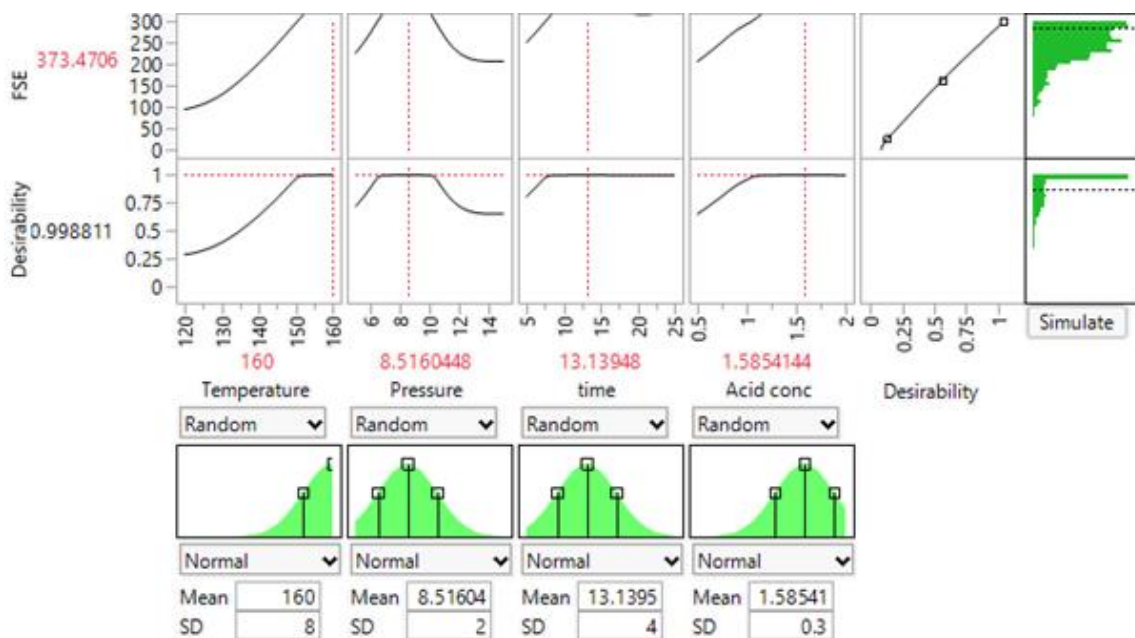 FSE
373.4706
300
250
200
150
100
50
0
Desirability
0.998811
1
0.75
0.5
0.25
0
120 130 140 150 160
6 8 10 12 14
5 10 15 20 25
0.5 1 1.5 2
0 0.25 0.75 1
Simulate
160 8.5160448 13.13948 1.5854144
Temperature Pressure time Acid conc Desirability
Random Random Random Random
Normal Normal Normal Normal
Mean 160 Mean 8.51604 Mean 13.1395 Mean 1.58541
SD 8 SD 2 SD 4 SD 0.3